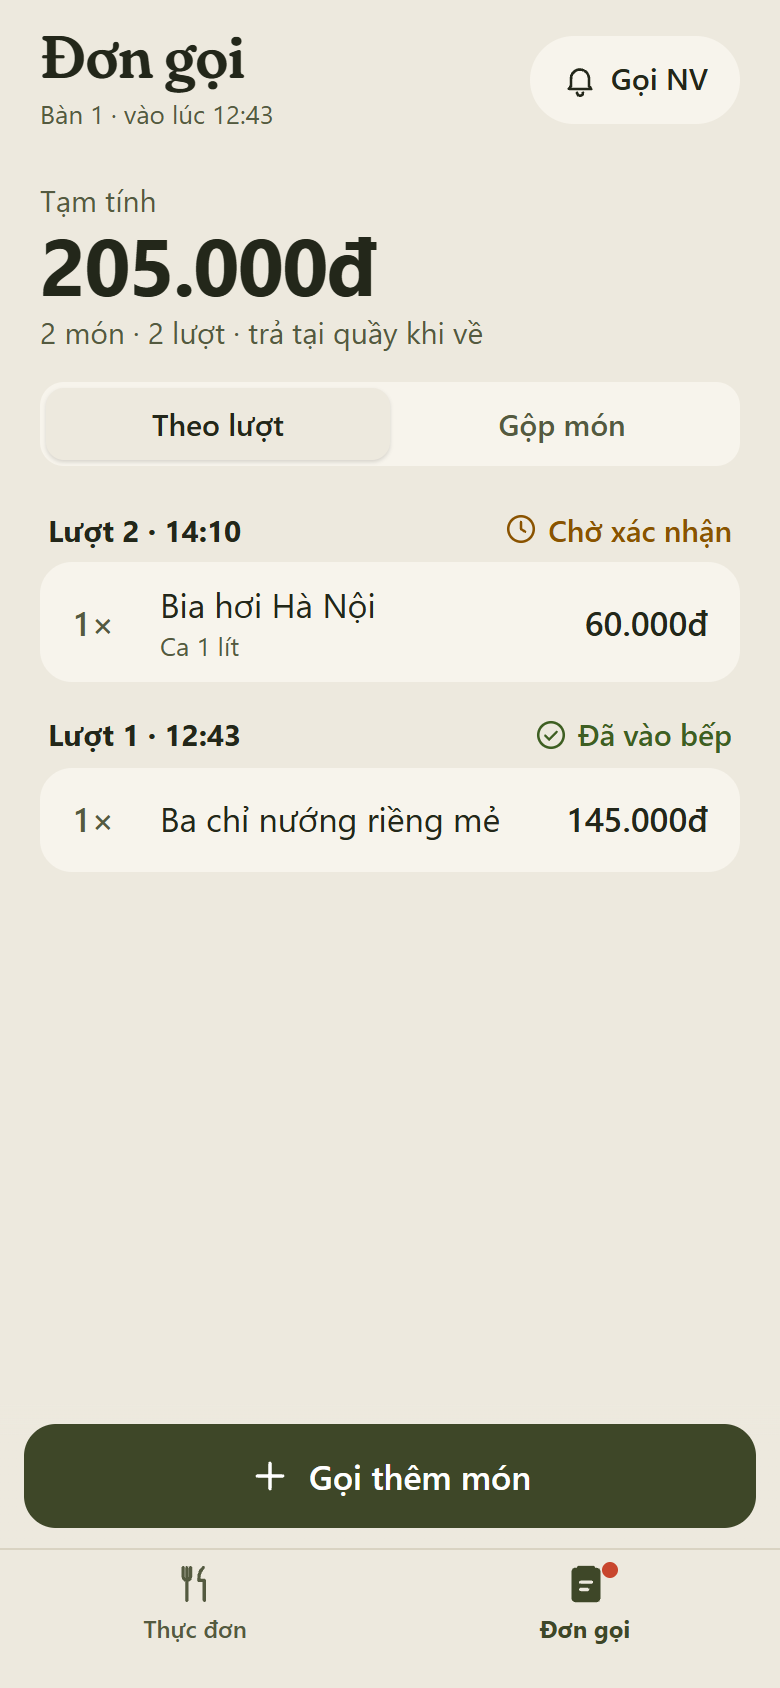 Đơn gọi
Bàn 1 · vào lúc 12:43
Gọi NV
Tạm tính
205.000đ
2 món · 2 lượt · trả tại quầy khi về
Theo lượt
Gộp món
Lượt 2 · 14:10
Chờ xác nhận
1×
Bia hơi Hà Nội
Ca 1 lít
60.000đ
Lượt 1 · 12:43
Đã vào bếp
1×
Ba chỉ nướng riềng mẻ
145.000đ
Gọi thêm món
Thực đơn
Đơn gọi